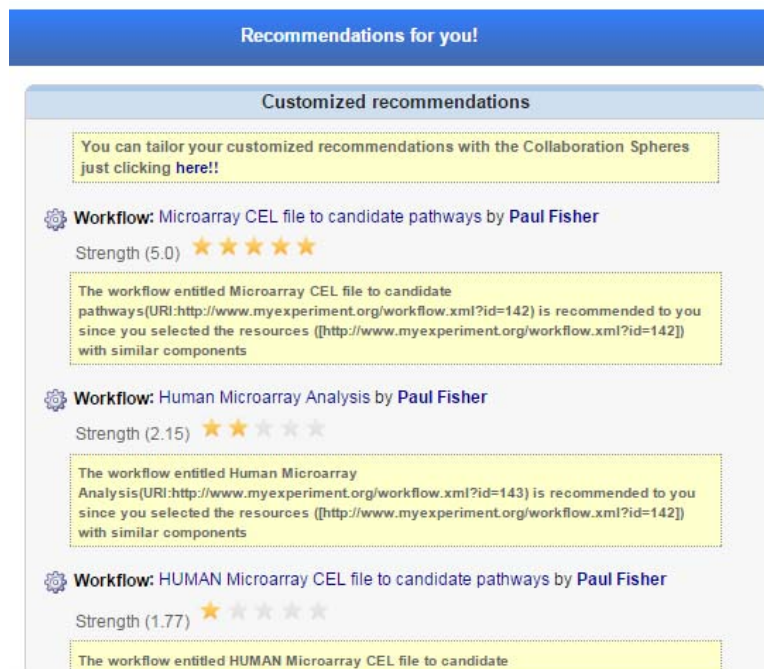 Recommendations for you!
Customized recommendations
You can tailor your customized recommendations with the Collaboration Spheres
just clicking here!!
Workflow: Microarray CEL file to candidate pathways by Paul Fisher
Strength (5.0)
The workflow entitled Microarray CEL file to candidate
pathways(URI:http://www.myexperiment.org/workflow.xml?id=142) is recommended to you
since you selected the resources ([http://www.myexperiment.org/workflow.xml?id=142])
with similar components
Workflow: Human Microarray Analysis by Paul Fisher
Strength (2.15)
The workflow entitled Human Microarray
Analysis(URI:http://www.myexperiment.org/workflow.xml?id=143) is recommended to you
since you selected the resources ([http://www.myexperiment.org/workflow.xml?id=142])
with similar components
Workflow: HUMAN Microarray CEL file to candidate pathways by Paul Fisher
Strength (1.77)
The workflow entitled HUMAN Microarray CEL file to candidate